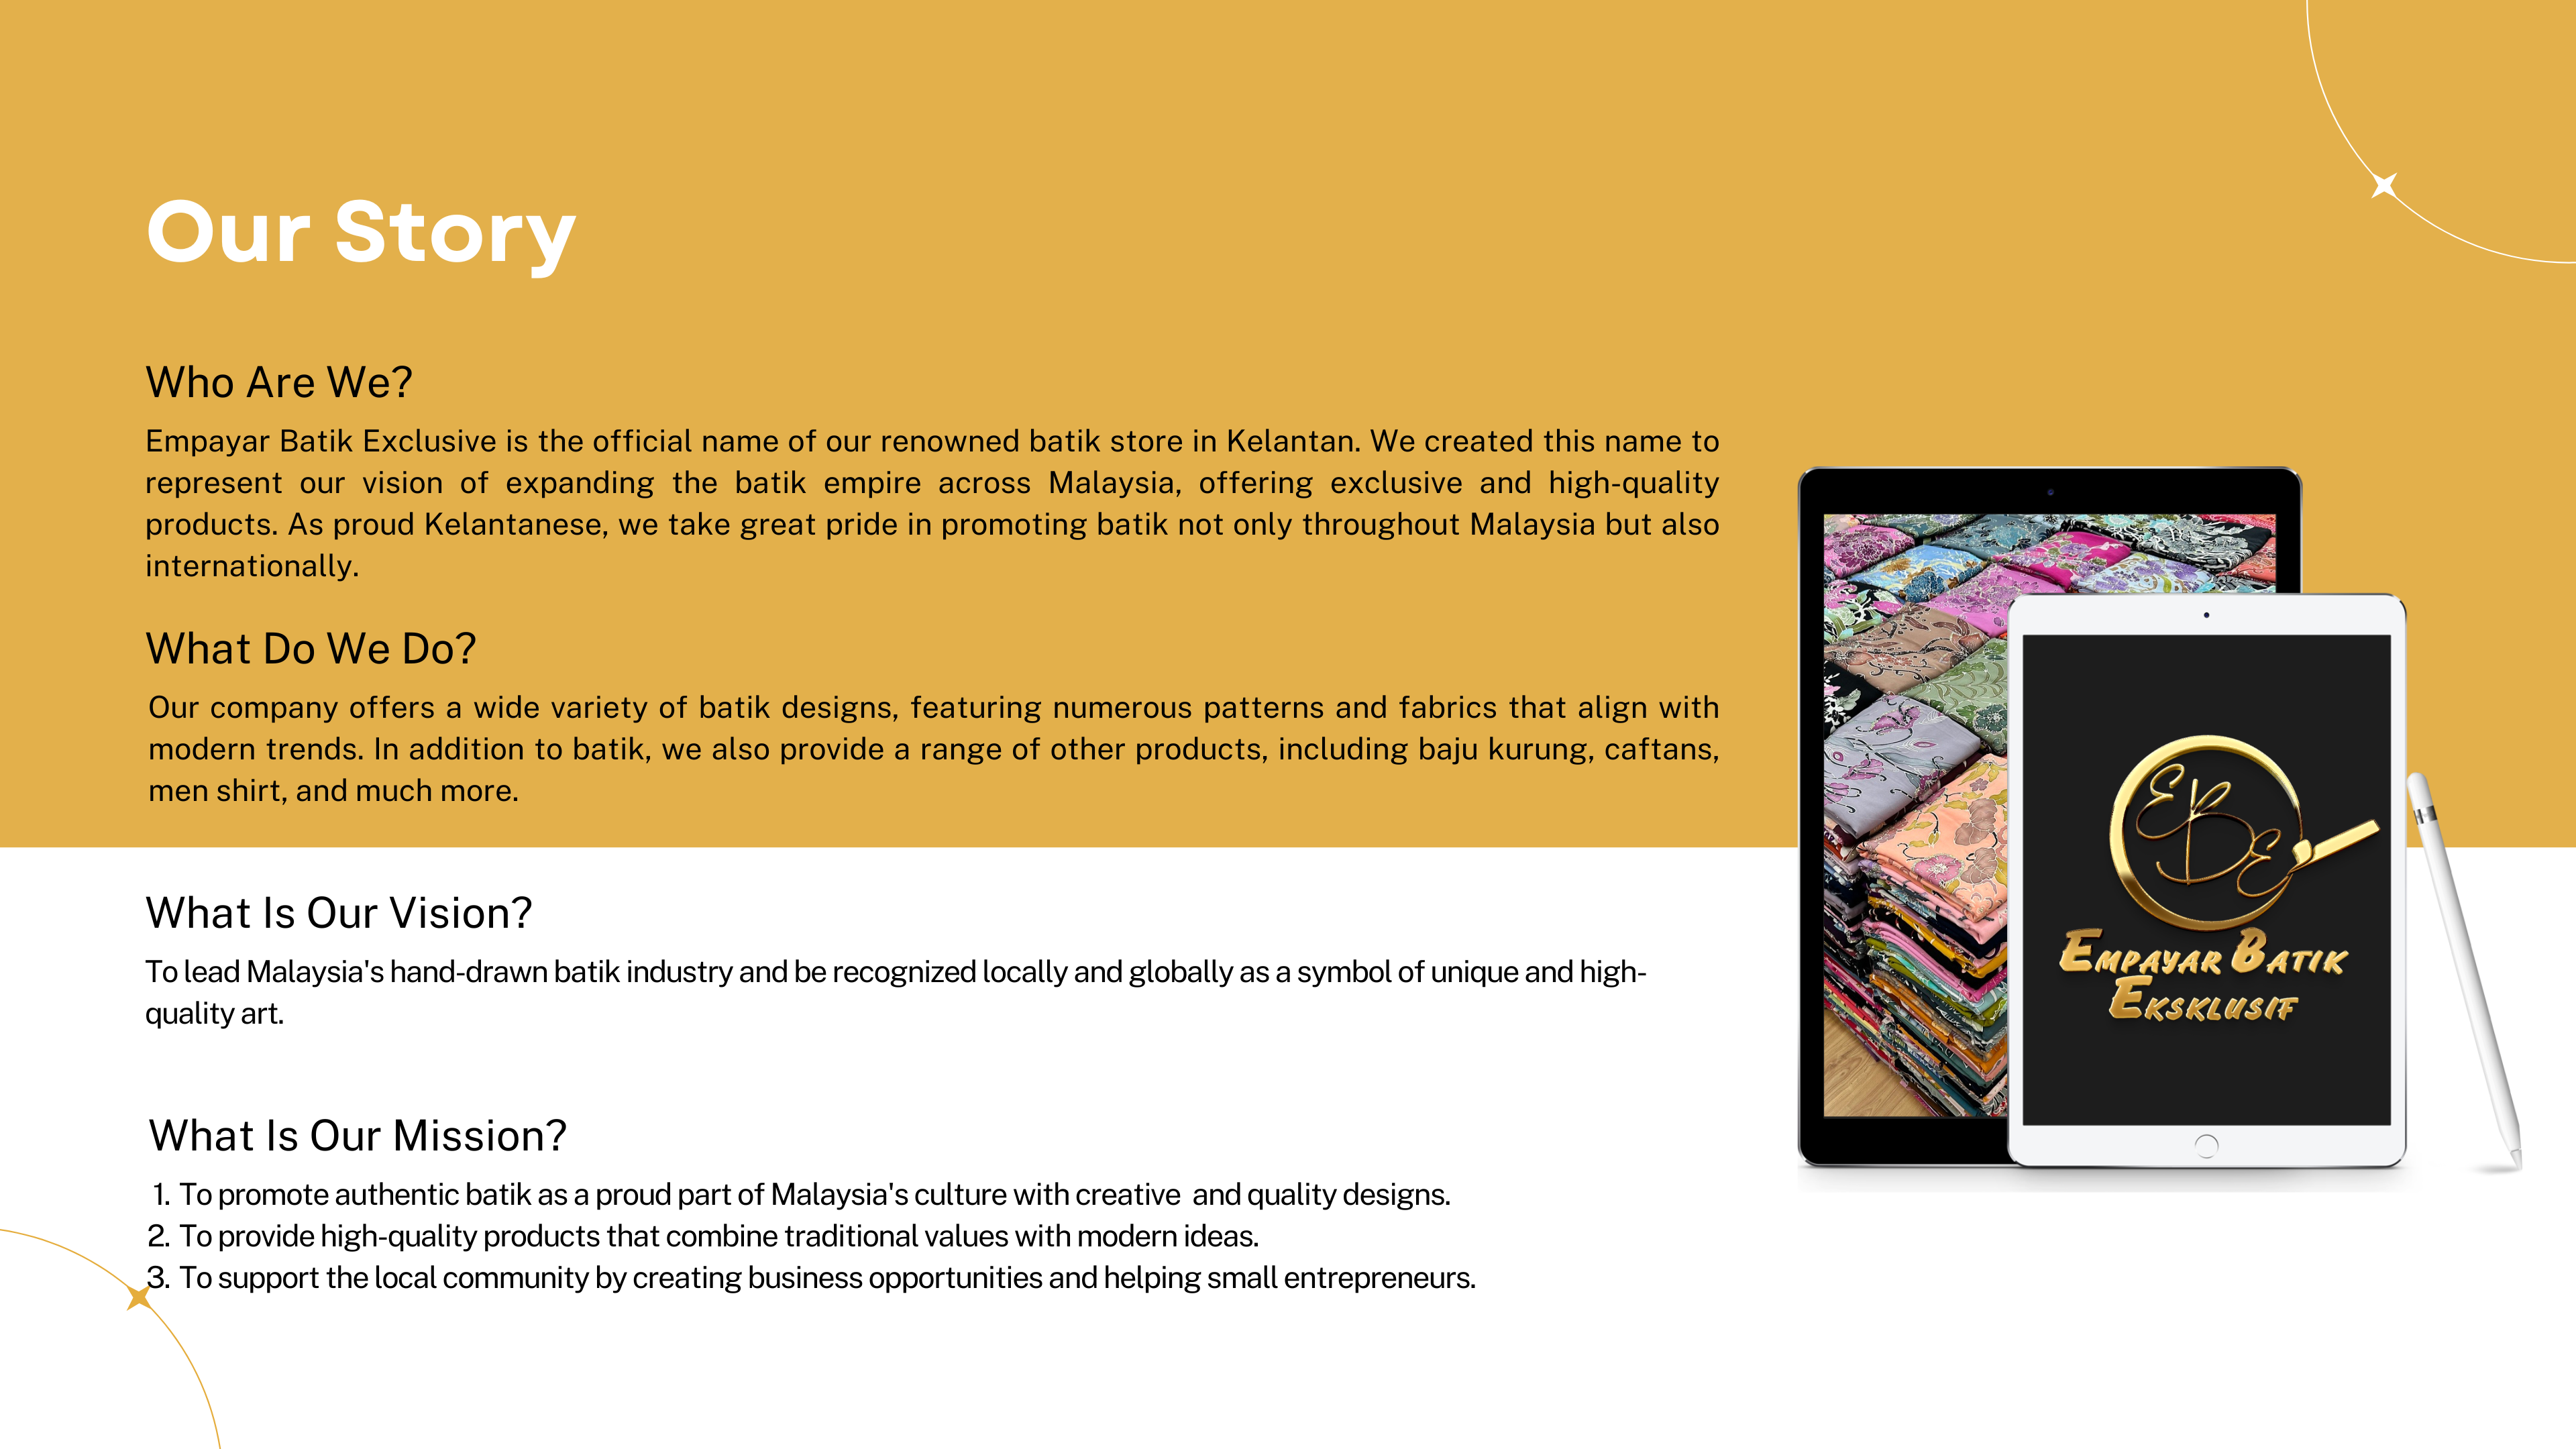 Our Story
Who Are We?
Empayar Batik Exclusive is the official name of our renowned batik store in Kelantan. We created this name to
represent our vision of expanding the batik empire across Malaysia, offering exclusive and high-quality
products. As proud Kelantanese, we take great pride in promoting batik not only throughout Malaysia but also
internationally.
What Do We Do?
Our company offers a wide variety of batik designs, featuring numerous patterns and fabrics that align with
modern trends. In addition to batik, we also provide a range of other products, including baju kurung, caftans,
men shirt, and much more.
What Is Our Vision?
To lead Malaysia's hand-drawn batik industry and be recognized locally and globally as a symbol of unique and high-
quality art.
What Is Our Mission?
1. To promote authentic batik as a proud part of Malaysia's culture with creative  and quality designs.
2. To provide high-quality products that combine traditional values with modern ideas.
3. To support the local community by creating business opportunities and helping small entrepreneurs.
EBE
EMPAYAR BATIK
EKSKLUSIF